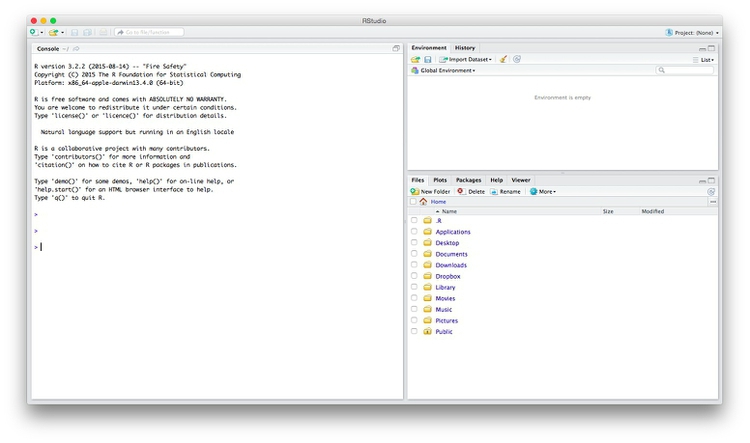 RStudio
Go to file/function
Project: (None)
Console ~/
R version 3.2.2 (2015-08-14) -- "Fire Safety"
Copyright (C) 2015 The R Foundation for Statistical Computing
Platform: x86_64-apple-darwin13.4.0 (64-bit)
R is free software and comes with ABSOLUTELY NO WARRANTY.
You are welcome to redistribute it under certain conditions.
Type 'license()' or 'licence()' for distribution details.
Natural language support but running in an English locale
R is a collaborative project with many contributors.
Type 'contributors()' for more information and
'citation()' on how to cite R or R packages in publications.
Type 'demo()' for some demos, 'help()' for on-line help, or
'help.start()' for an HTML browser interface to help.
Type 'q()' to quit R.
>
>
>
Environment History
Import Dataset List
Global Environment
Environment is empty
Files Plots Packages Help Viewer
New Folder Delete Rename More
Home
Name Size Modified
.R
Applications
Desktop
Documents
Downloads
Dropbox
Library
Movies
Music
Pictures
Public